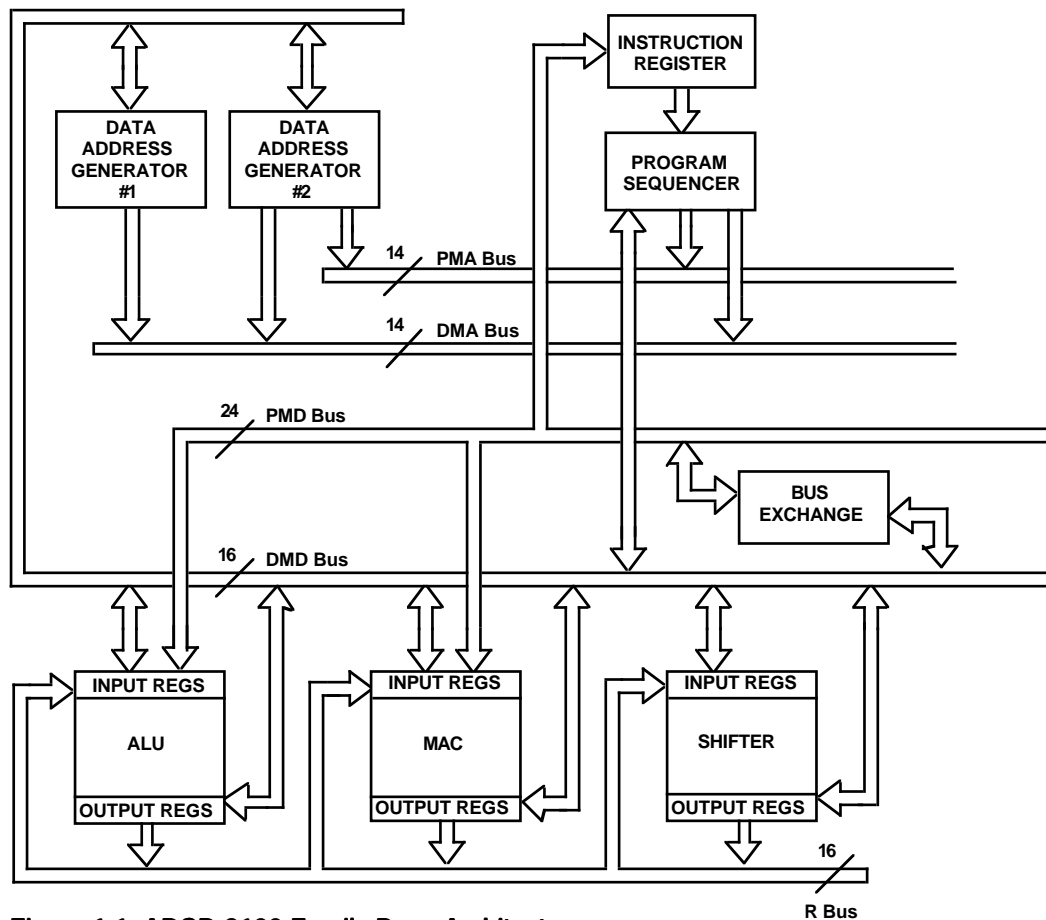 INSTRUCTION
REGISTER
DATA
ADDRESS
GENERATOR
#1
DATA
ADDRESS
GENERATOR
#2
PROGRAM
SEQUENCER
14 PMA Bus
14 DMA Bus
24 PMD Bus
BUS
EXCHANGE
16 DMD Bus
INPUT REGS
ALU
OUTPUT REGS
INPUT REGS
MAC
OUTPUT REGS
INPUT REGS
SHIFTER
OUTPUT REGS
16
R Bus